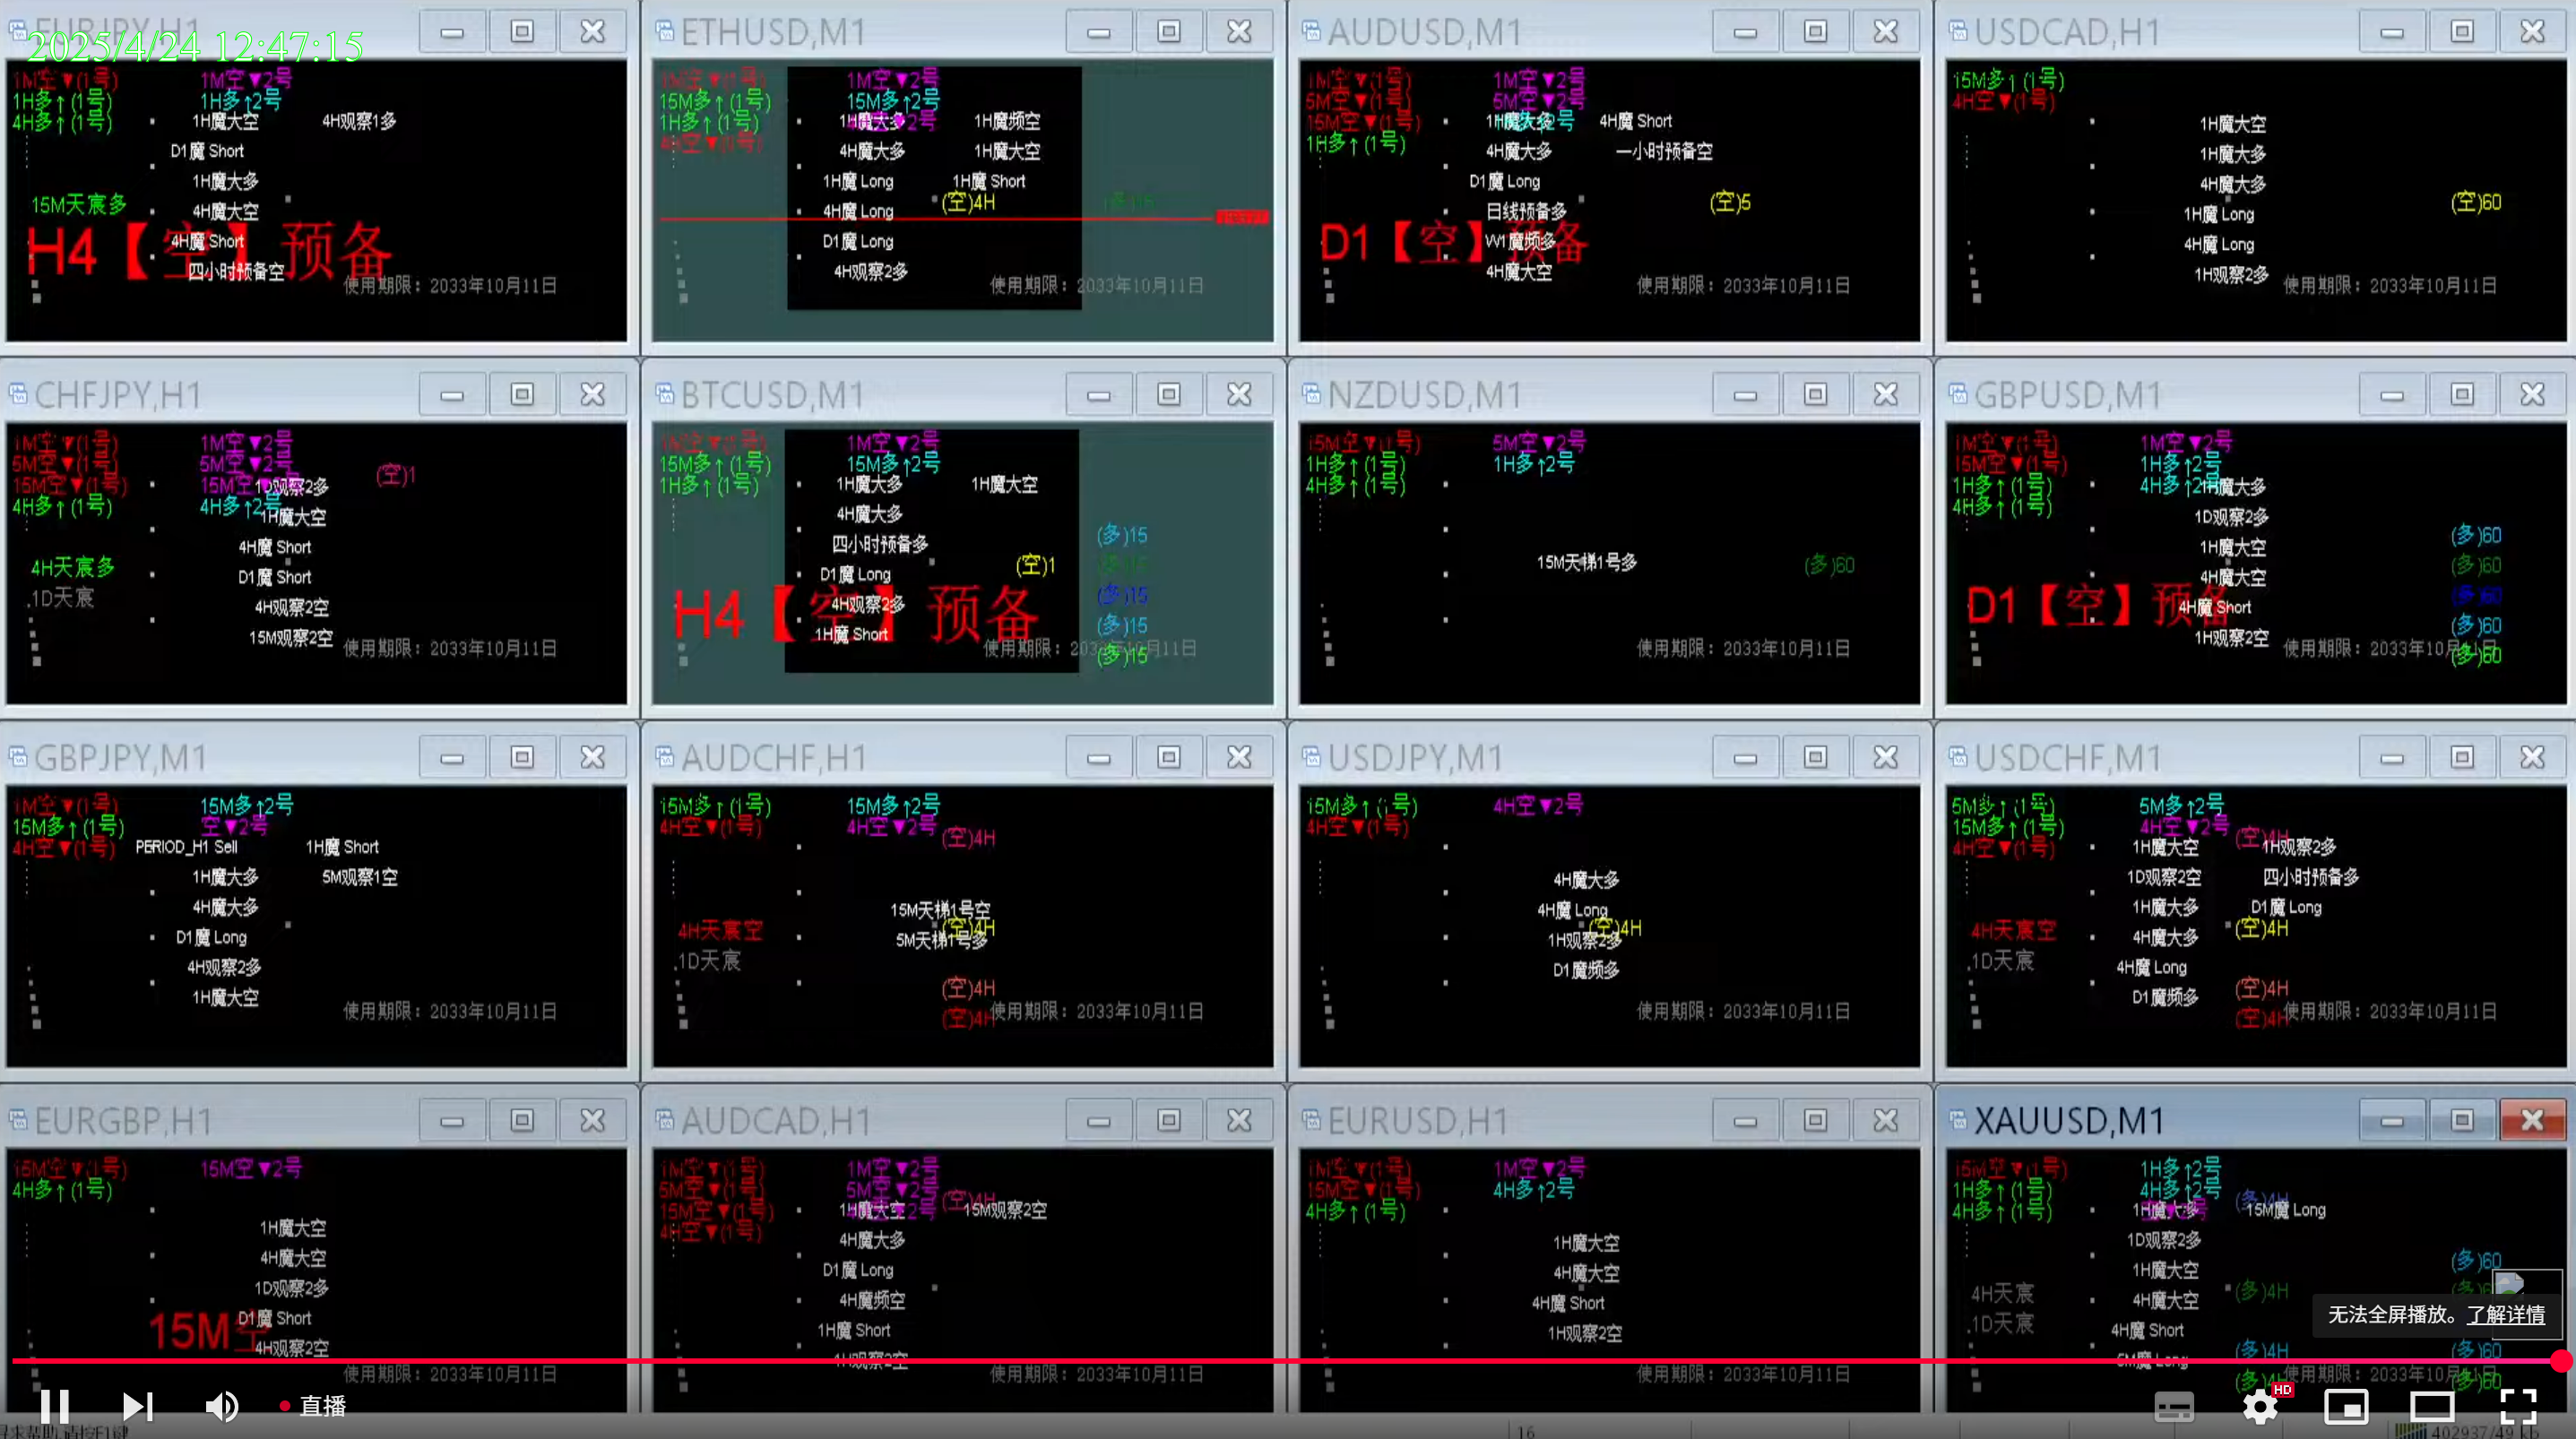 EURJPY,H1
2025/4/24 12:47:15
1M空▼(1号)
1M空▼2号
1H多↑(1号)
1H多↑2号
4H多↑(1号)
1H魔大空
4H观察1多
D1魔 Short
1H魔大多
15M天宸多
4H魔大空
4H魔 Short
H4【空】预备
四小时预备空
使用期限：2033年10月11日
ETHUSD,M1
1M空▼(1号)
1M空▼2号
15M多↑(1号)
15M多↑2号
1H多↑(1号)
1H魔大多
1H魔频空
4H空▼(1号)
4H魔大多
1H魔大空
1H魔 Long
1H魔 Short
(空)4H
(多)15
4H魔 Long
D1魔 Long
4H观察2多
使用期限：2033年10月11日
AUDUSD,M1
1M空▼(1号)
1M空▼2号
5M空▼(1号)
5M空▼2号
15M空▼(1号)
1H魔大多
4H魔 Short
1H多↑(1号)
4H魔大多
一小时预备空
D1魔 Long
(空)5
日线预备多
W1魔频多
D1【空】预备
4H魔大空
使用期限：2033年10月11日
USDCAD,H1
15M多↑(1号)
4H空▼(1号)
1H魔大空
1H魔大多
4H魔大多
(空)60
1H魔 Long
4H魔 Long
1H观察2多
使用期限：2033年10月11日
CHFJPY,H1
1M空▼(1号)
1M空▼2号
5M空▼(1号)
5M空▼2号
(空)1
15M空▼(1号)
1D观察2多
4H多↑(1号)
4H多↑2号
1H魔大空
4H魔 Short
4H天宸多
D1魔 Short
.1D天宸
4H观察2空
15M观察2空
使用期限：2033年10月11日
BTCUSD,M1
1M空▼(1号)
1M空▼2号
15M多↑(1号)
15M多↑2号
1H多↑(1号)
1H魔大多
1H魔大空
4H魔大多
(多)15
四小时预备多
(空)1
D1魔 Long
(多)15
4H观察2多
H4【空】预备
(多)15
1H魔 Short
使用期限：2033年10月11日
(多)15
NZDUSD,M1
15M空▼(1号)
5M空▼2号
1H多↑(1号)
1H多↑2号
4H多↑(1号)
15M天梯1号多
(多)60
使用期限：2033年10月11日
GBPUSD,M1
1M空▼(1号)
1M空▼2号
15M空▼(1号)
1H多↑2号
1H多↑(1号)
4H多↑2号
1H魔大多
4H多↑(1号)
1D观察2多
(多)60
1H魔大空
(多)60
4H魔大空
(多)60
D1【空】预备
4H魔 Short
(多)60
1H观察2空
使用期限：2033年10月11日
(多)60
GBPJPY,M1
1M空▼(1号)
15M多↑2号
15M多↑(1号)
空▼2号
4H空▼(1号)
PERIOD_H1 Sell
1H魔 Short
1H魔大多
5M观察1空
4H魔大多
D1魔 Long
4H观察2多
1H魔大空
使用期限：2033年10月11日
AUDCHF,H1
15M多↑(1号)
15M多↑2号
4H空▼(1号)
4H空▼2号
(空)4H
15M天梯1号空
4H天宸空
(空)4H
5M天梯1号多
.1D天宸
(空)4H
(空)4H
使用期限：2033年10月11日
USDJPY,M1
15M多↑(1号)
4H空▼2号
4H空▼(1号)
4H魔大多
4H魔 Long
(空)4H
1H观察2多
D1魔频多
使用期限：2033年10月11日
USDCHF,M1
5M多↑(1号)
5M多↑2号
15M多↑(1号)
4H空▼2号
(空)4H
4H空▼(1号)
1H魔大空
1H观察2多
1D观察2空
四小时预备多
1H魔大多
D1魔 Long
4H天宸空
4H魔大多
(空)4H
.1D天宸
4H魔 Long
(空)4H
D1魔频多
(空)4H
使用期限：2033年10月11日
EURGBP,H1
15M空▼(1号)
15M空▼2号
4H多↑(1号)
1H魔大空
4H魔大空
1D观察2多
D1魔 Short
15M空
4H观察2空
使用期限：2033年10月11日
AUDCAD,H1
1M空▼(1号)
1M空▼2号
5M空▼(1号)
5M空▼2号
(空)4H
15M空▼(1号)
1H魔大空
15M观察2空
4H空▼(1号)
4H魔大多
D1魔 Long
4H魔频空
1H魔 Short
1H观察2空
使用期限：2033年10月11日
EURUSD,H1
1M空▼(1号)
1M空▼2号
15M空▼(1号)
4H多↑2号
4H多↑(1号)
1H魔大空
4H魔大空
4H魔 Short
1H观察2空
使用期限：2033年10月11日
XAUUSD,M1
15M空▼(1号)
1H多↑2号
1H多↑(1号)
4H多↑2号
(多)4H
4H多↑(1号)
1H魔大多
15M魔 Long
1D观察2多
1H魔大空
(多)60
4H天宸
4H魔大空
(多)4H
.1D天宸
4H魔 Short
(多)4H
(多)60
5M魔 Long
使用期限：2033年10月11日
(多)60
无法全屏播放。了解详情
直播
HD
16
402937/49 kb